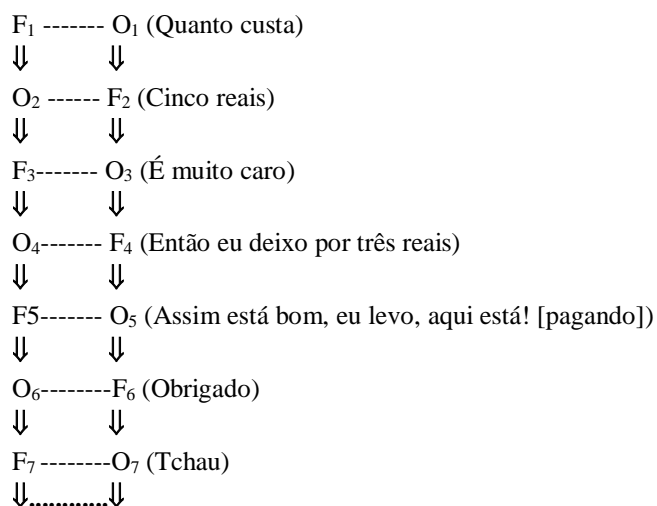 F₁ ------- O₁ (Quanto custa)
⇓ ⇓
O₂ ------ F₂ (Cinco reais)
⇓ ⇓
F₃------- O₃ (É muito caro)
⇓ ⇓
O₄------- F₄ (Então eu deixo por três reais)
⇓ ⇓
F5------- O₅ (Assim está bom, eu levo, aqui está! [pagando])
⇓ ⇓
O₆--------F₆ (Obrigado)
⇓ ⇓
F₇ --------O₇ (Tchau)
⇓............⇓